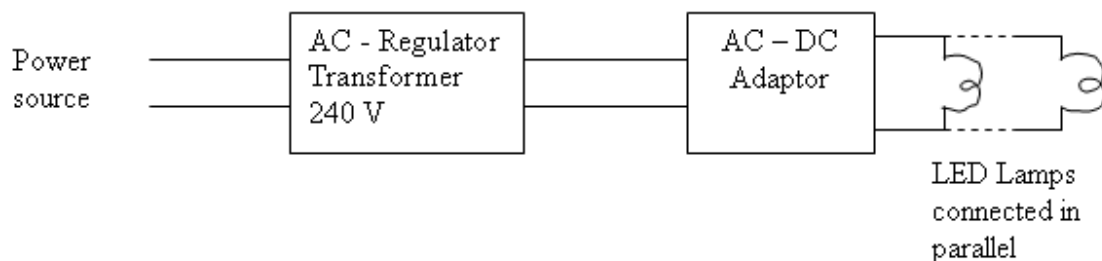 Power
source
AC - Regulator
Transformer
240 V
AC – DC
Adaptor
LED Lamps
connected in
parallel